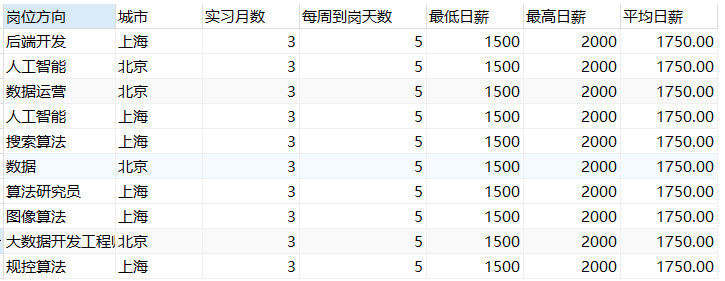 岗位方向 城市 实习月数 每周到岗天数 最低日薪 最高日薪 平均日薪
后端开发 上海 3 5 1500 2000 1750.00
人工智能 北京 3 5 1500 2000 1750.00
数据运营 北京 3 5 1500 2000 1750.00
人工智能 上海 3 5 1500 2000 1750.00
搜索算法 上海 3 5 1500 2000 1750.00
数据 北京 3 5 1500 2000 1750.00
算法研究员 上海 3 5 1500 2000 1750.00
图像算法 上海 3 5 1500 2000 1750.00
大数据开发工程 北京 3 5 1500 2000 1750.00
规控算法 上海 3 5 1500 2000 1750.00